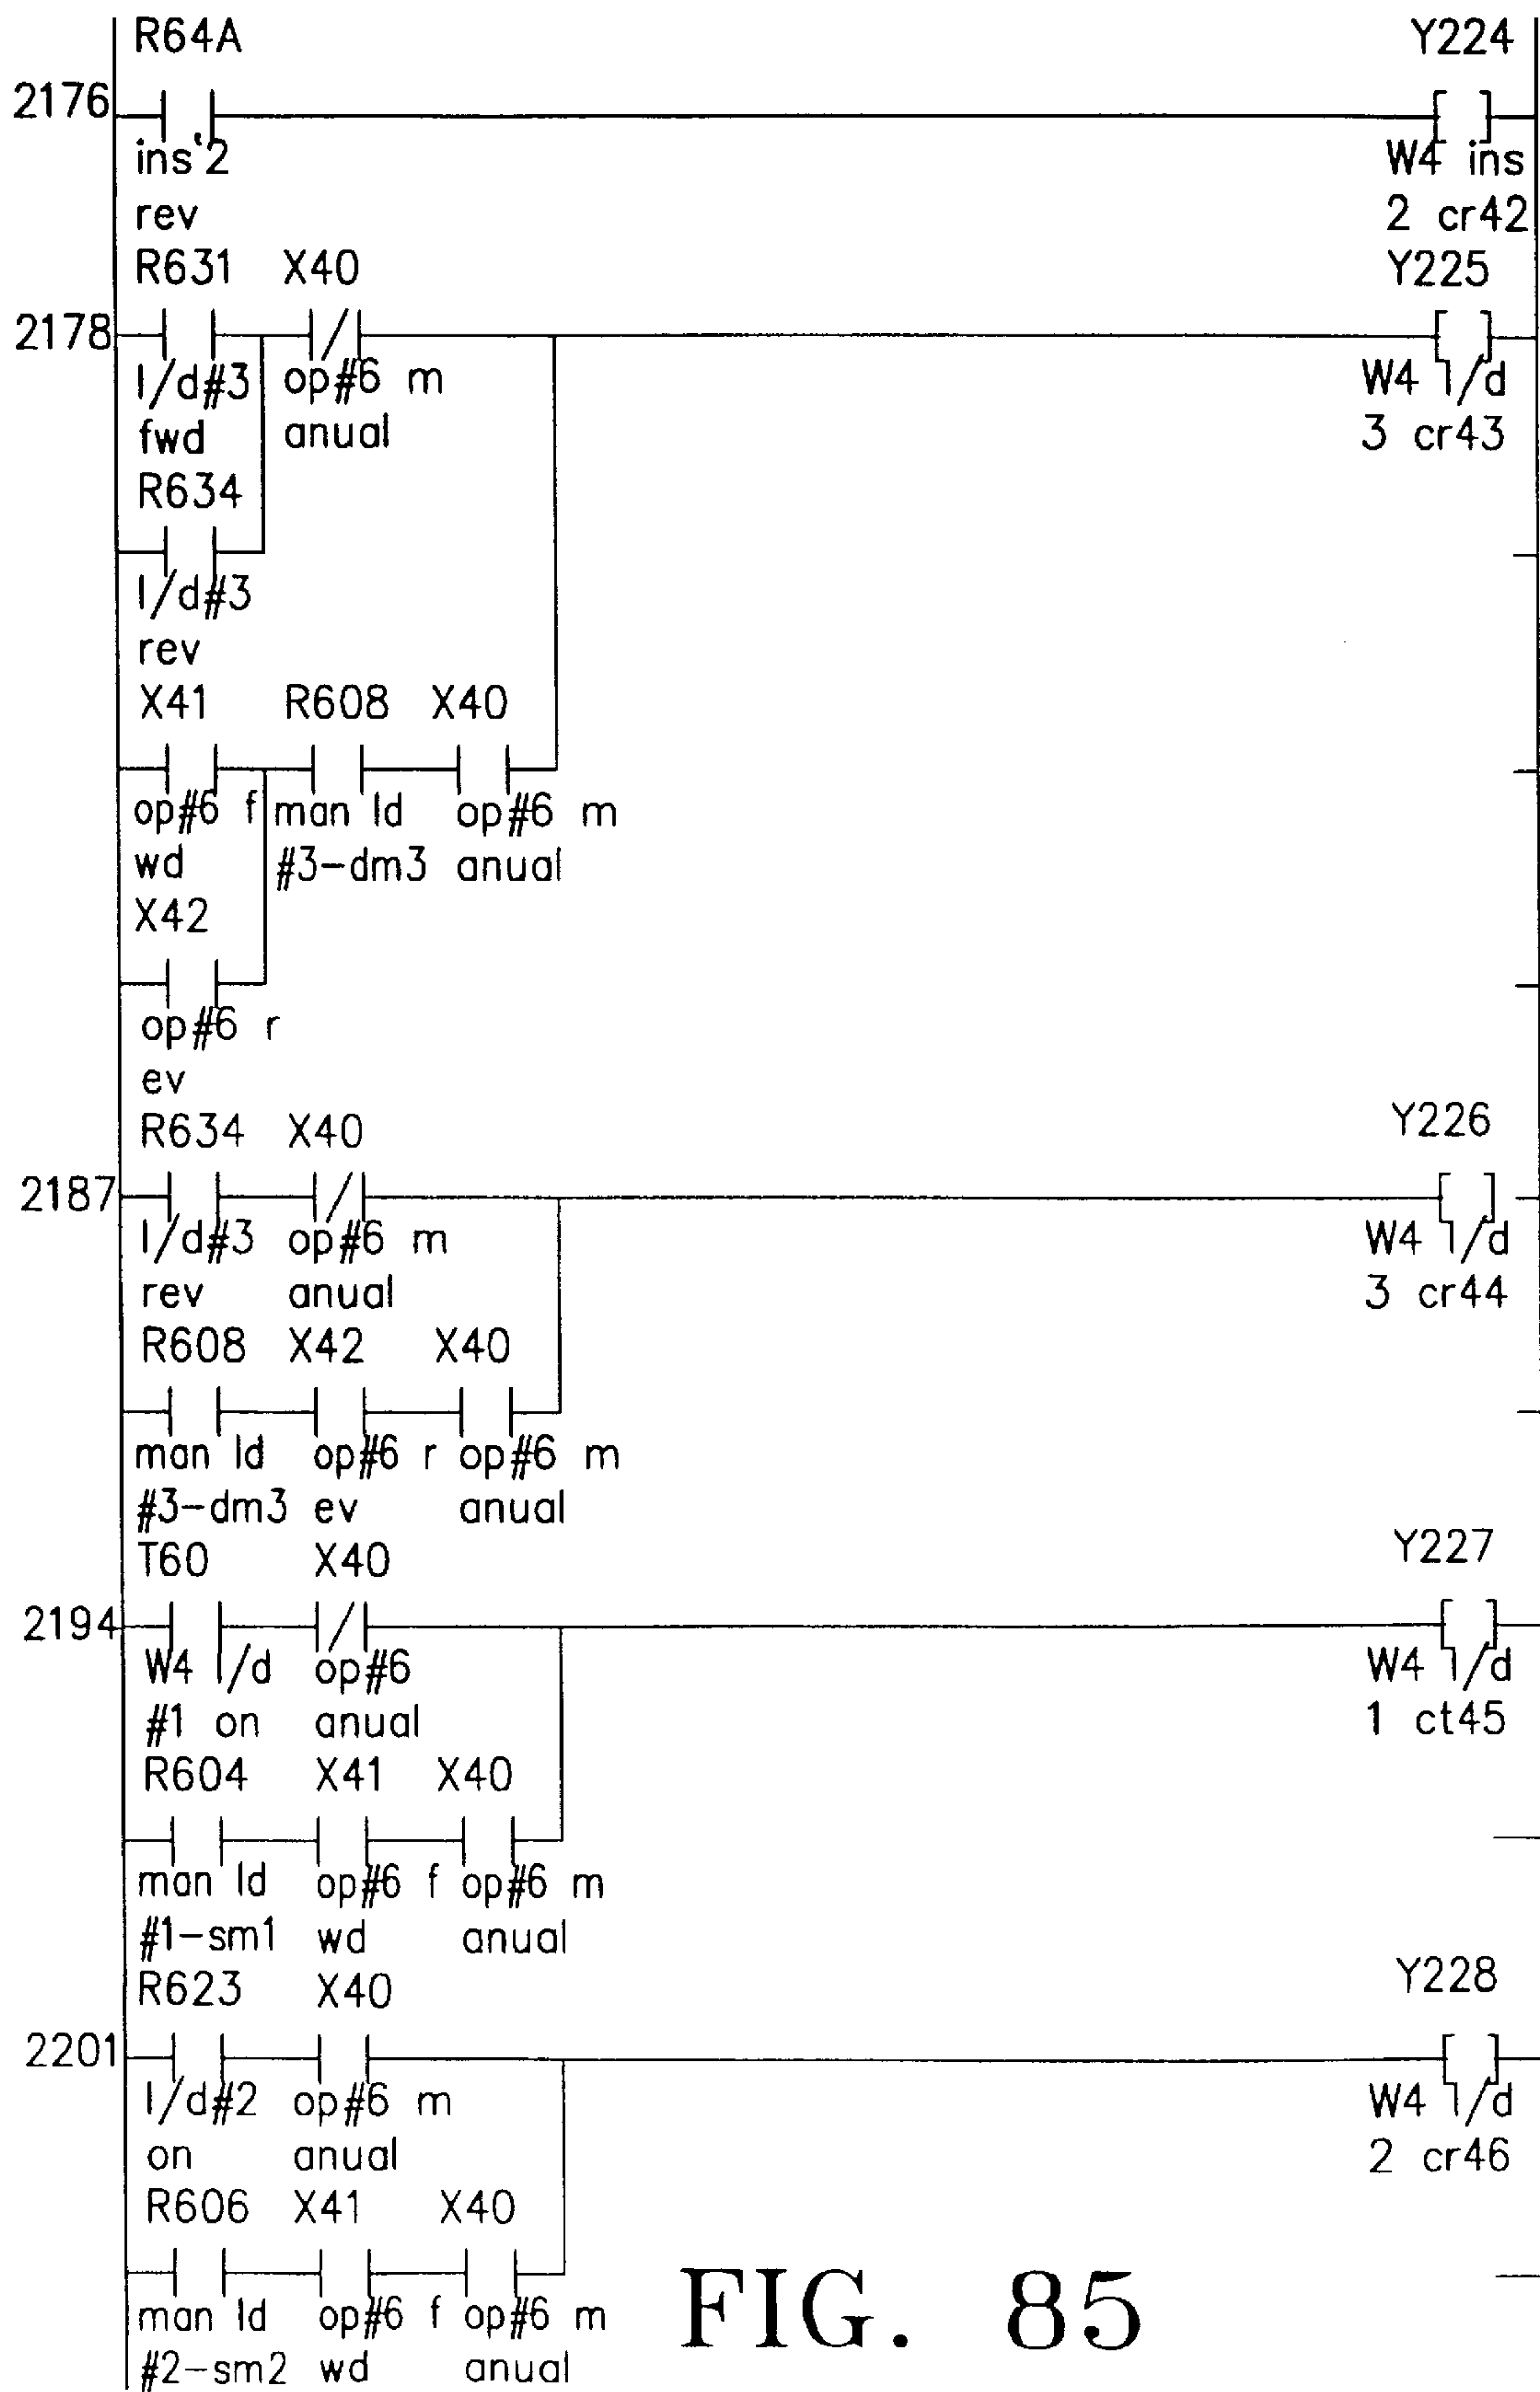 R64A Y224
2176
ins'2 W4 ins
rev 2 cr42
R631 X40 Y225
2178
l/d#3 op#6 m W4 l/d
fwd anual 3 cr43
R634
l/d#3
rev
X41 R608 X40
op#6 f man ld op#6 m
wd #3-dm3 anual
X42
op#6 r
ev
R634 X40 Y226
2187
l/d#3 op#6 m W4 l/d
rev anual 3 cr44
R608 X42 X40
man ld op#6 r op#6 m
#3-dm3 ev anual
T60 X40 Y227
2194
W4 l/d op#6 W4 l/d
#1 on anual 1 ct45
R604 X41 X40
man ld op#6 f op#6 m
#1-sm1 wd anual
R623 X40 Y228
2201
l/d#2 op#6 m W4 l/d
on anual 2 cr46
R606 X41 X40
man ld op#6 f op#6 m
#2-sm2 wd anual
FIG. 85